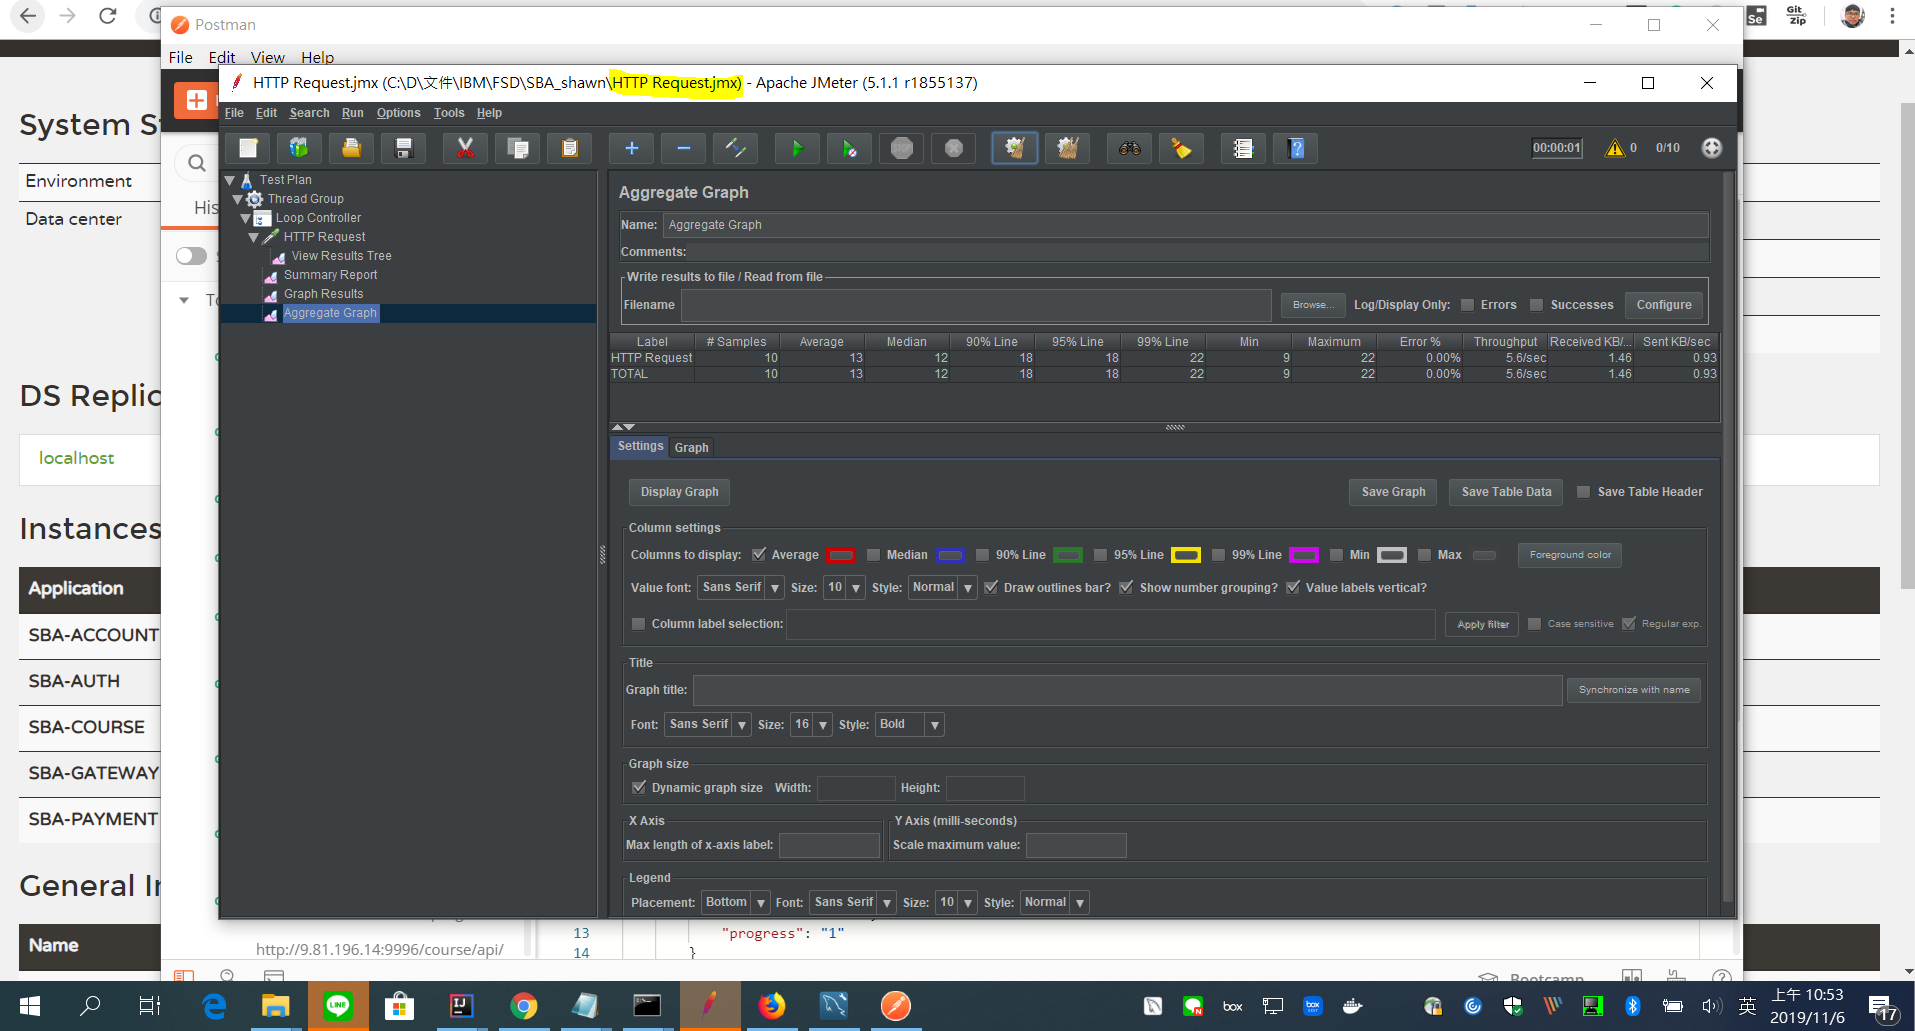 Postman
File Edit View Help
HTTP Request.jmx (C:\D\文件\IBM\FSD\SBA_shawn\HTTP Request.jmx) - Apache JMeter (5.1.1 r1855137)
File Edit Search Run Options Tools Help
00:00:01 0 0/10
Se
Git
Zip
System S
Environment
Data center
DS Replic
localhost
Instances
Application
SBA-ACCOUNT
SBA-AUTH
SBA-COURSE
SBA-GATEWAY
SBA-PAYMENT
General I
Name
His
Test Plan
Thread Group
Loop Controller
HTTP Request
View Results Tree
Summary Report
Graph Results
Aggregate Graph
Aggregate Graph
Name: Aggregate Graph
Comments:
Write results to file / Read from file
Filename Browse... Log/Display Only: Errors Successes Configure
Label # Samples Average Median 90% Line 95% Line 99% Line Min Maximum Error % Throughput Received KB/... Sent KB/sec
HTTP Request 10 13 12 18 18 22 9 22 0.00% 5.6/sec 1.46 0.93
TOTAL 10 13 12 18 18 22 9 22 0.00% 5.6/sec 1.46 0.93
Settings Graph
Display Graph Save Graph Save Table Data Save Table Header
Column settings
Columns to display: Average Median 90% Line 95% Line 99% Line Min Max Foreground color
Value font: Sans Serif Size: 10 Style: Normal Draw outlines bar? Show number grouping? Value labels vertical?
Column label selection: Apply filter Case sensitive Regular exp.
Title
Graph title: Synchronize with name
Font: Sans Serif Size: 16 Style: Bold
Graph size
Dynamic graph size Width: Height:
X Axis Y Axis (milli-seconds)
Max length of x-axis label: Scale maximum value:
Legend
Placement: Bottom Font: Sans Serif Size: 10 Style: Normal
13 "progress": "1"
14 }
http://9.81.196.14:9996/course/api/
Bootcamp
LINE
IJ
box
box
英
上午 10:53
2019/11/6
17